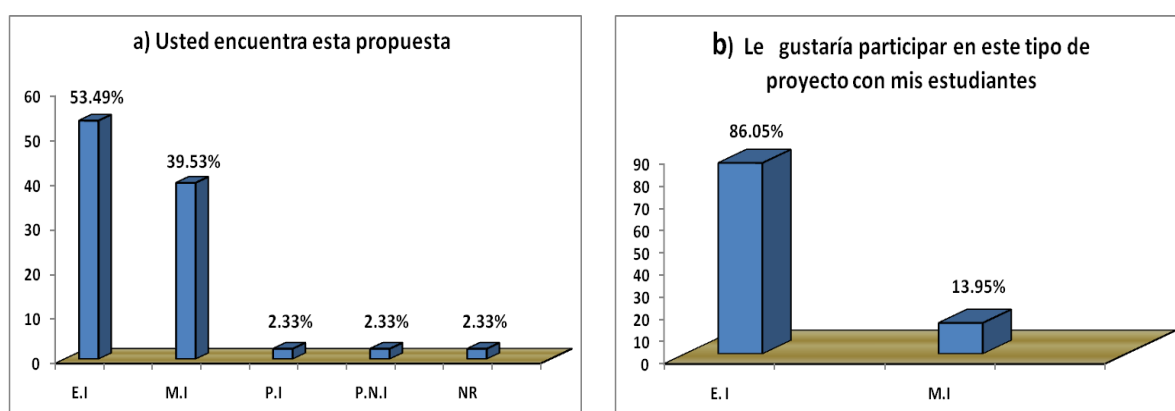 a) Usted encuentra esta propuesta
60
50
40
30
20
10
0
53.49%
39.53%
2.33%
2.33%
2.33%
E.I
M.I
P.I
P.N.I
NR
b) Le gustaría participar en este tipo de
proyecto con mis estudiantes
86.05%
90
80
70
60
50
40
30
20
10
0
13.95%
E. I
M.I